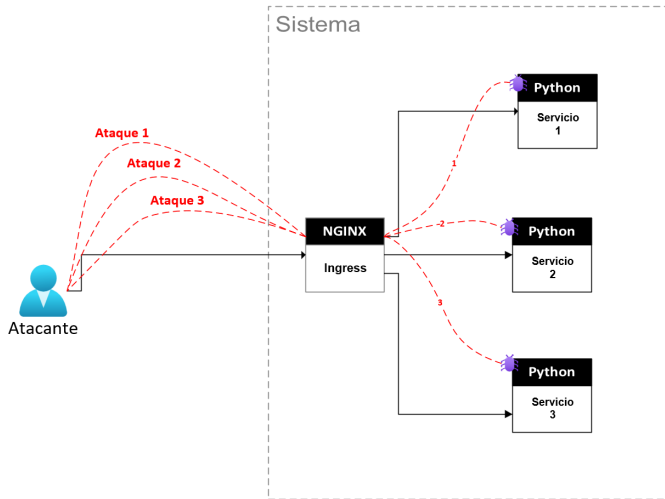 Sistema
Python
Servicio
1
Ataque 1
Ataque 2
Ataque 3
1
NGINX
Ingress
2
Python
Servicio
2
Atacante
3
Python
Servicio
3